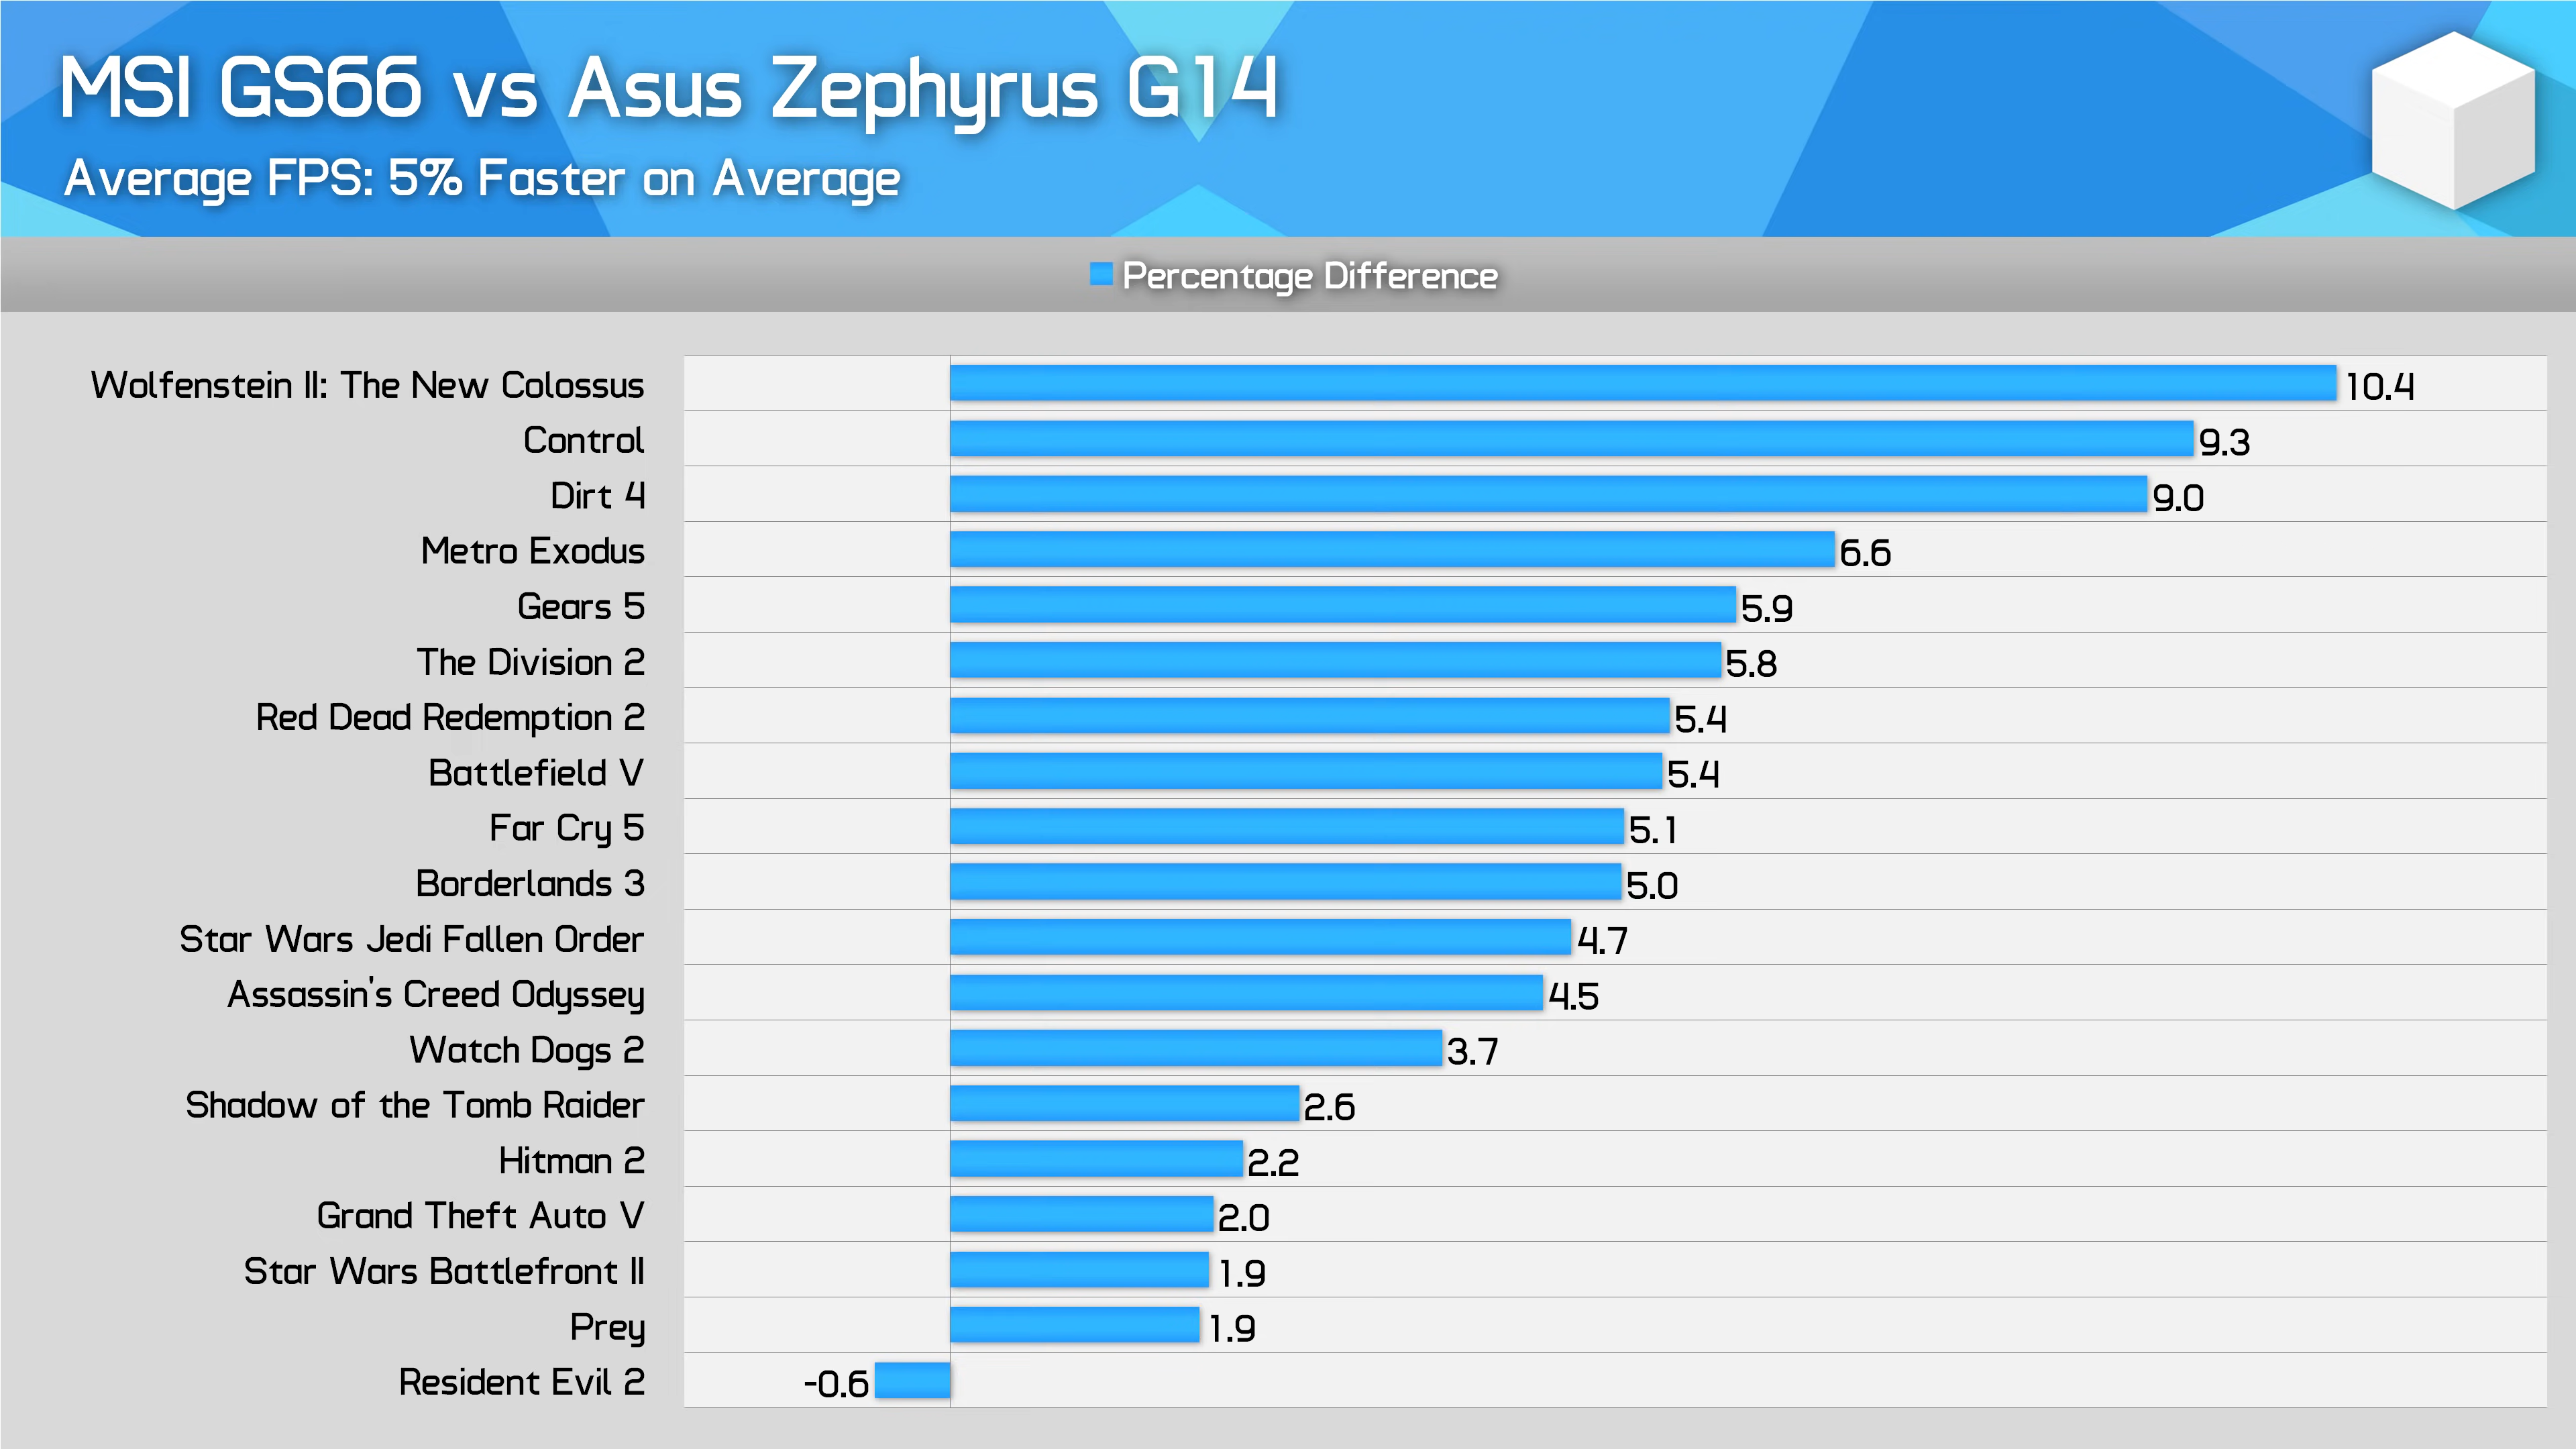 MSI GS66 vs Asus Zephyrus G14
Average FPS: 5% Faster on Average
Percentage Difference
Wolfenstein II: The New Colossus 10.4
Control 9.3
Dirt 4 9.0
Metro Exodus 6.6
Gears 5 5.9
The Division 2 5.8
Red Dead Redemption 2 5.4
Battlefield V 5.4
Far Cry 5 5.1
Borderlands 3 5.0
Star Wars Jedi Fallen Order 4.7
Assassin's Creed Odyssey 4.5
Watch Dogs 2 3.7
Shadow of the Tomb Raider 2.6
Hitman 2 2.2
Grand Theft Auto V 2.0
Star Wars Battlefront II 1.9
Prey 1.9
Resident Evil 2 -0.6